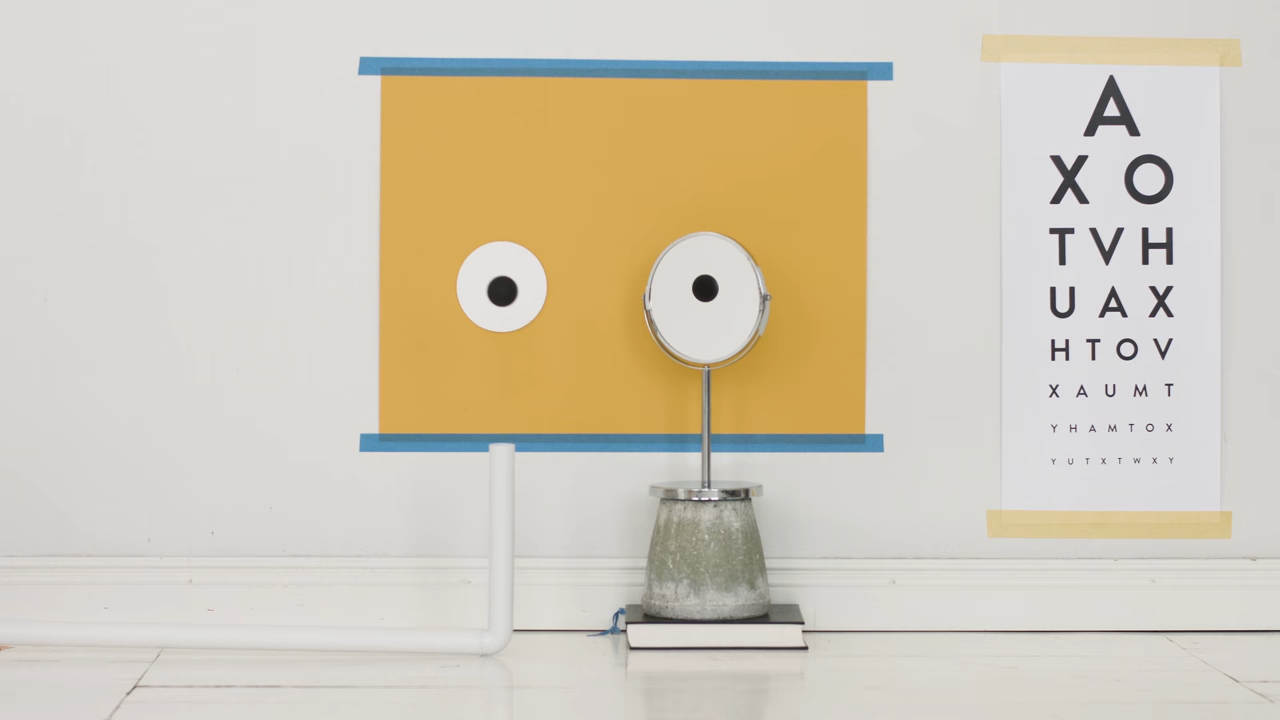 A
X O
T V H
U A X
H T O V
X A U M T
Y H A M T O X
Y U T X T W X Y